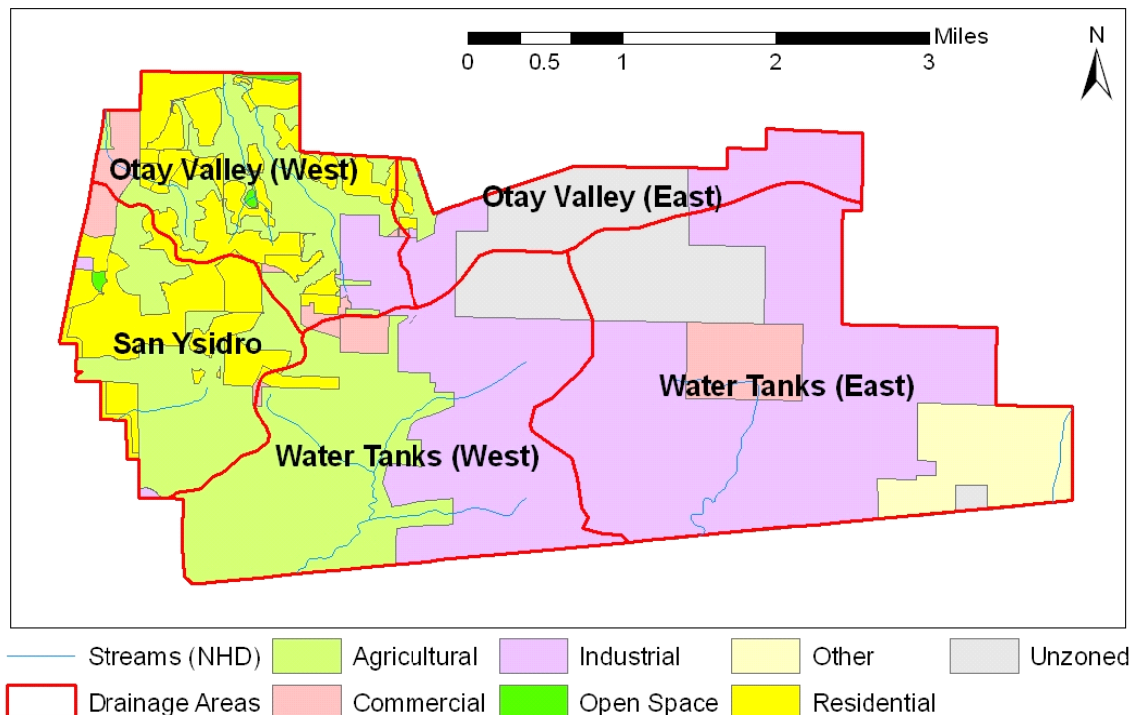 Miles
N
0 0.5 1 2 3
Otay Valley (West)
Otay Valley (East)
San Ysidro
Water Tanks (East)
Water Tanks (West)
Streams (NHD) Agricultural Industrial Other Unzoned
Drainage Areas Commercial Open Space Residential